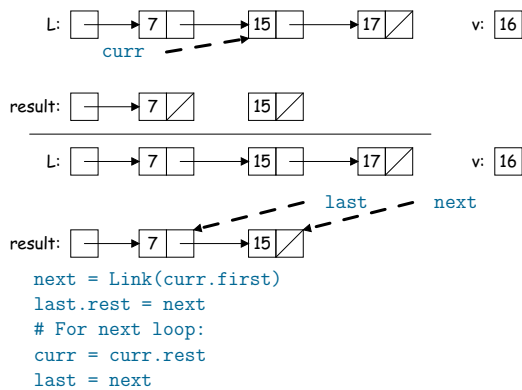 L: 7 15 17 v: 16
curr
result: 7 15
L: 7 15 17 v: 16
last next
result: 7 15
next = Link(curr.first)
last.rest = next
# For next loop:
curr = curr.rest
last = next